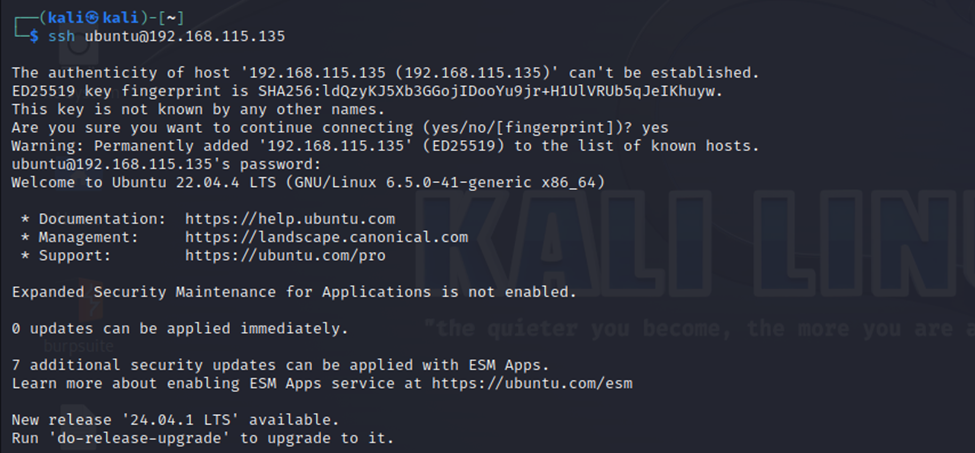 ┌──(kali㉿kali)-[~]
└─$ ssh ubuntu@192.168.115.135
The authenticity of host '192.168.115.135 (192.168.115.135)' can't be established.
ED25519 key fingerprint is SHA256:ldQzyKJ5Xb3GGojIDooYu9jr+H1UlVRUb5qJeIKhuyw.
This key is not known by any other names.
Are you sure you want to continue connecting (yes/no/[fingerprint])? yes
Warning: Permanently added '192.168.115.135' (ED25519) to the list of known hosts.
ubuntu@192.168.115.135's password:
Welcome to Ubuntu 22.04.4 LTS (GNU/Linux 6.5.0-41-generic x86_64)
* Documentation:  https://help.ubuntu.com
* Management:     https://landscape.canonical.com
* Support:        https://ubuntu.com/pro
KALI LIN
Expanded Security Maintenance for Applications is not enabled.
0 updates can be applied immediately.
"the quieter you become, the more you are a
burpsuite
7 additional security updates can be applied with ESM Apps.
Learn more about enabling ESM Apps service at https://ubuntu.com/esm
New release '24.04.1 LTS' available.
Run 'do-release-upgrade' to upgrade to it.